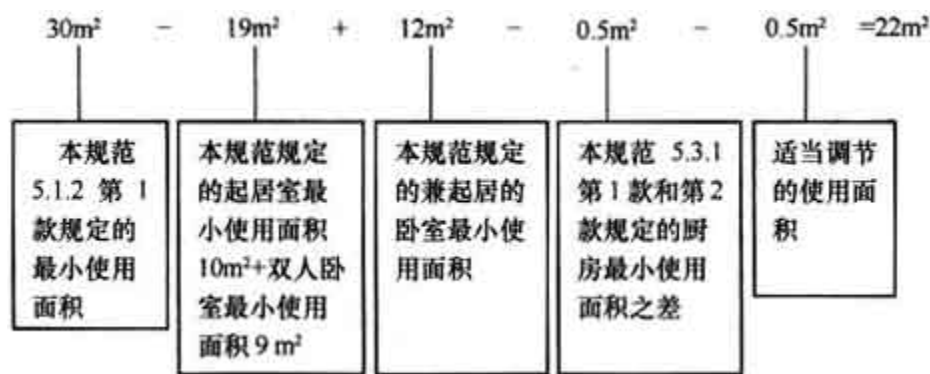 30m² - 19m² + 12m² - 0.5m² - 0.5m² =22m²
本规范
5.1.2 第 1
款规定的
最小使用
面积
本规范规定
的起居室最
小使用面积
10m²+双人卧
室最小使用
面积 9 m²
本规范规定
的兼起居的
卧室最小使
用面积
本规范 5.3.1
第 1 款和第 2
款规定的厨
房最小使用
面积之差
适当调节
的使用面
积